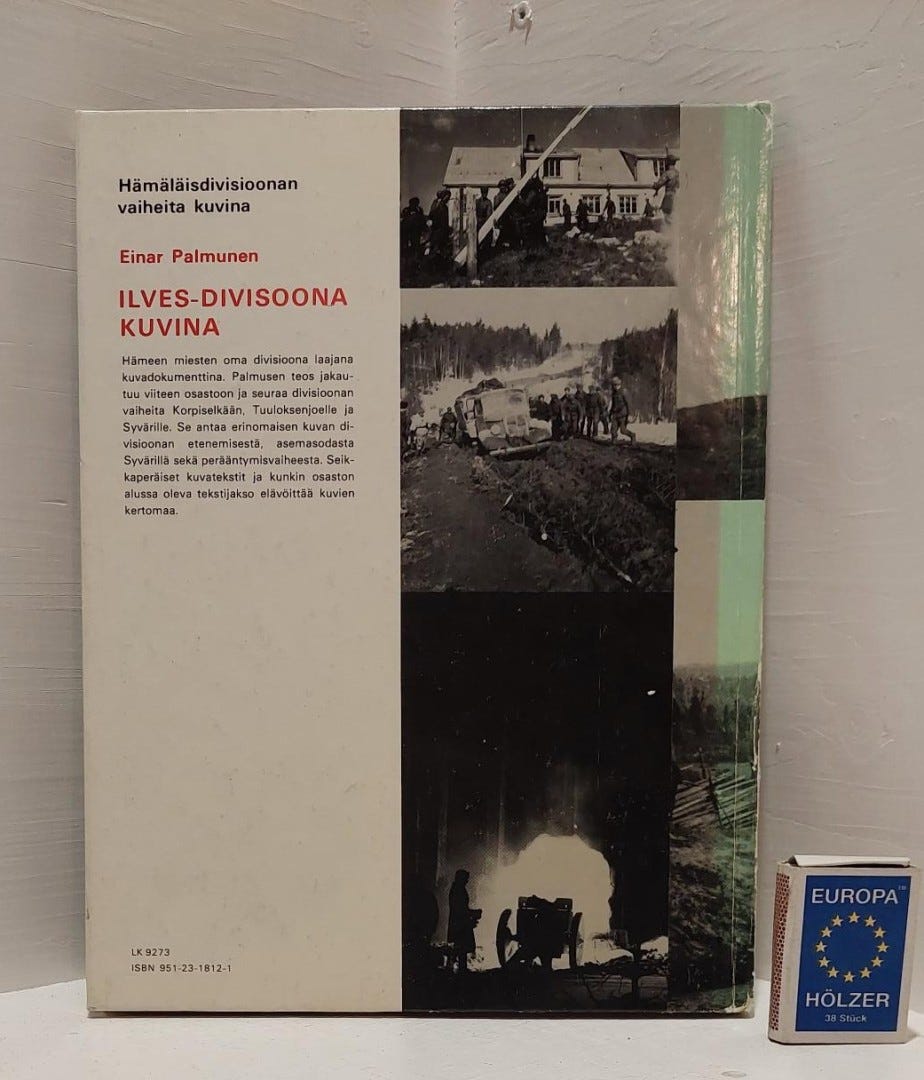 Hämäläisdivisioonan
vaiheita kuvina
Einar Palmunen
ILVES-DIVISOONA
KUVINA
Hämeen miesten oma divisioona laajana
kuvadokumenttina. Palmusen teos jakau-
tuu viiteen osastoon ja seuraa divisioonan
vaiheita Korpiselkään, Tuuloksenjoelle ja
Syvärille. Se antaa erinomaisen kuvan di-
visioonan etenemisestä, asemasodasta
Syvärillä sekä perääntymisvaiheesta. Seik-
kaperäiset kuvatekstit ja kunkin osaston
alussa oleva tekstijakso elävöittää kuvien
kertomaa.
LK 9273
ISBN 951-23-1812-1
EUROPA
HÖLZER
38 Stück